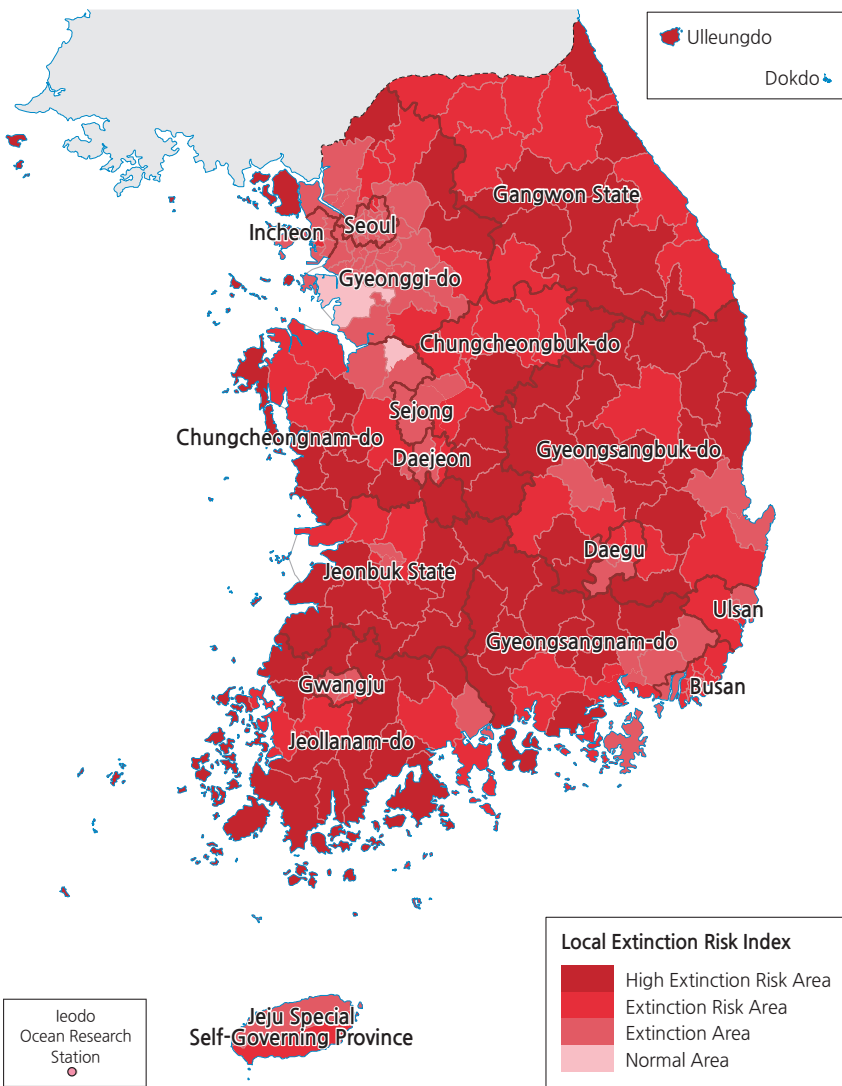 Ulleungdo
Dokdo
Gangwon State
Incheon
Seoul
Gyeonggi-do
Chungcheongbuk-do
Sejong
Chungcheongnam-do
Gyeongsangbuk-do
Daejeon
Daegu
Jeonbuk State
Ulsan
Gyeongsangnam-do
Gwangju
Busan
Jeollanam-do
Local Extinction Risk Index
High Extinction Risk Area
Extinction Risk Area
Extinction Area
Normal Area
Jeju Special
Self-Governing Province
Ieodo
Ocean Research
Station